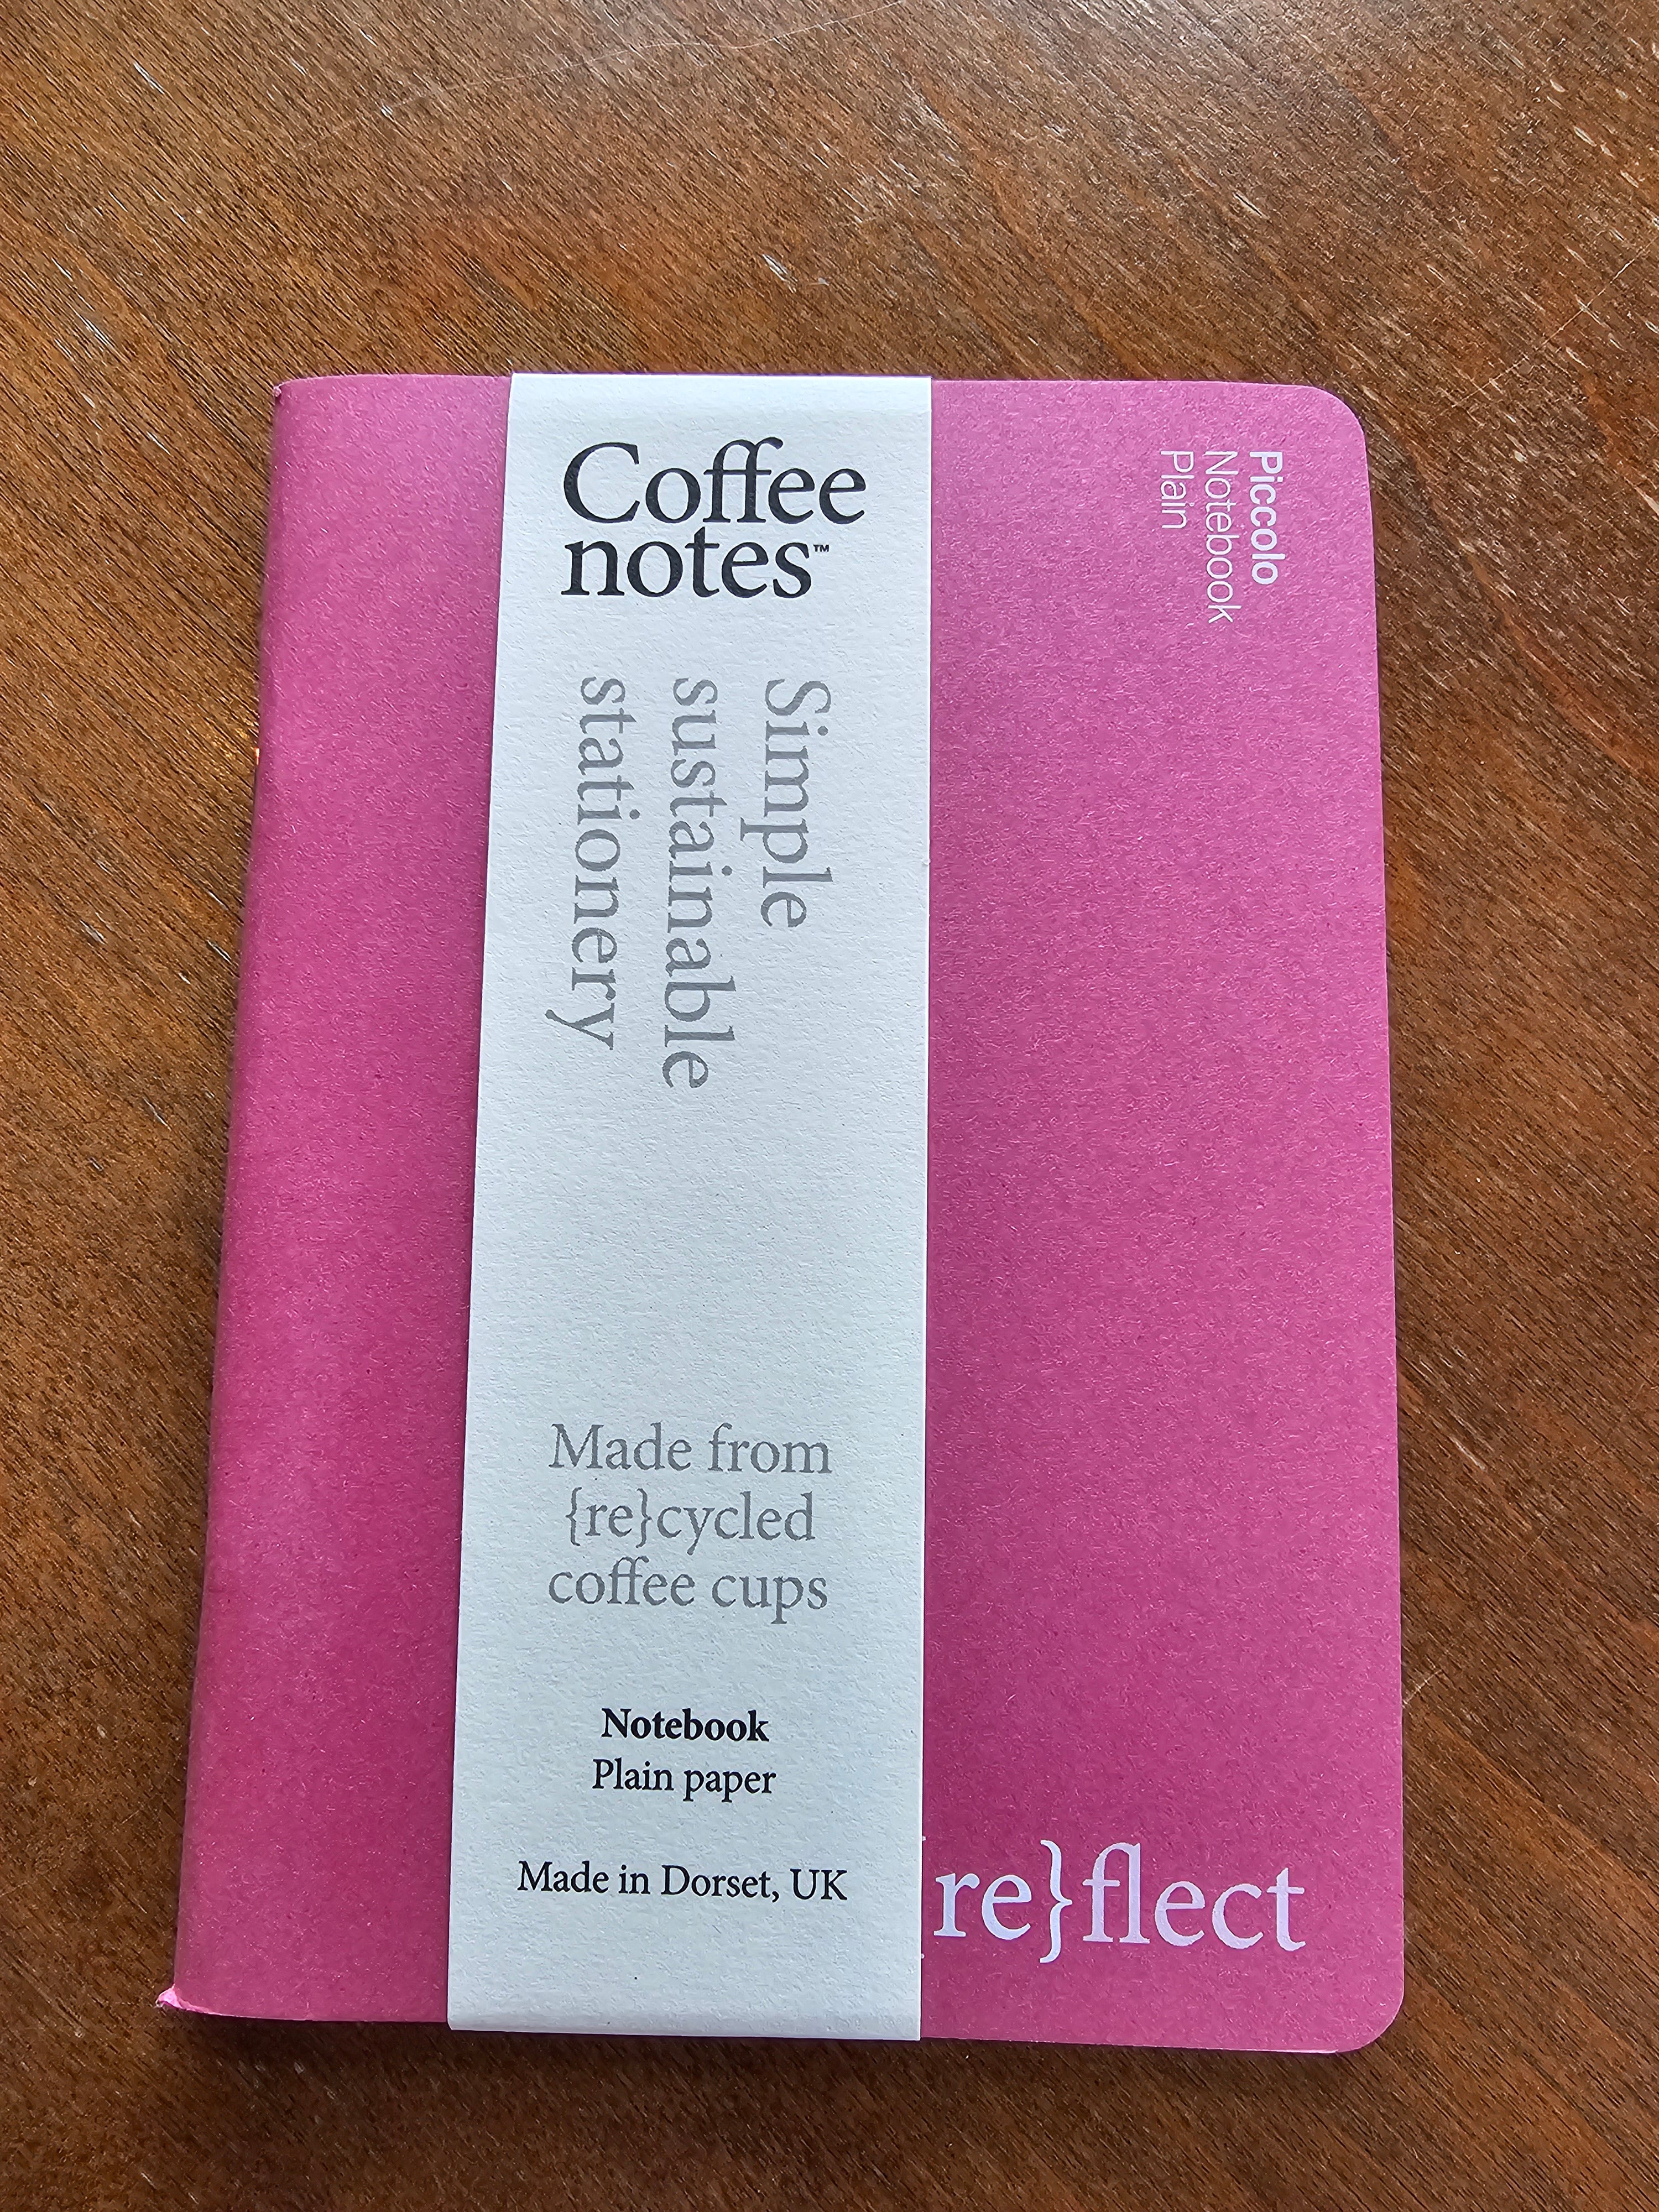 Coffee
notes™
Simple
sustainable
stationery
Made from
{re}cycled
coffee cups
Notebook
Plain paper
Made in Dorset, UK
Piccolo
Notebook
Plain
{re}flect